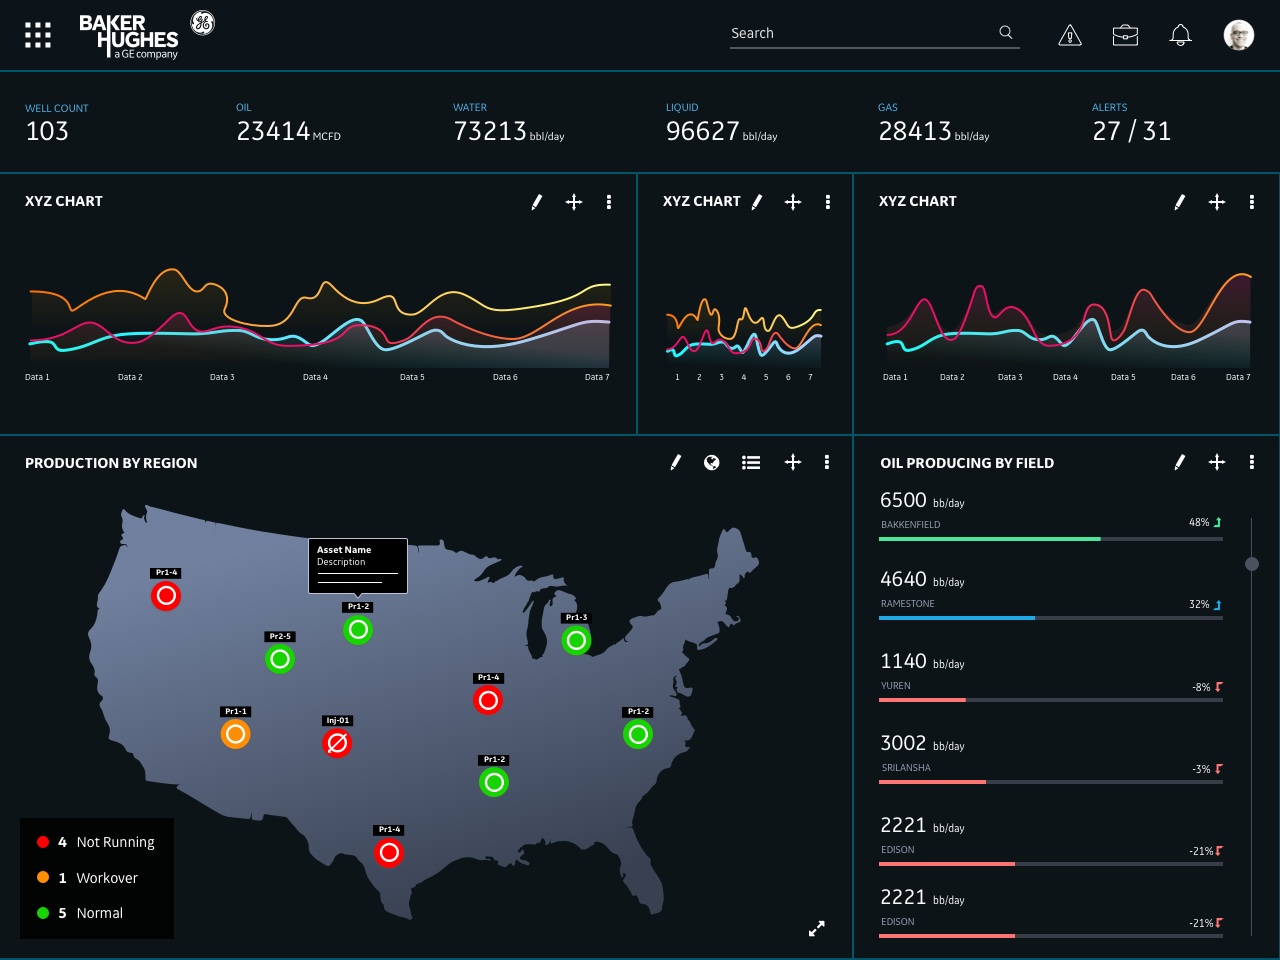 BAKER
HUGHES
a GE company
Search
WELL COUNT
103
OIL
23414 MCFD
WATER
73213 bbl/day
LIQUID
96627 bbl/day
GAS
28413 bbl/day
ALERTS
27 / 31
XYZ CHART
Data 1 Data 2 Data 3 Data 4 Data 5 Data 6 Data 7
XYZ CHART
1 2 3 4 5 6 7
XYZ CHART
Data 1 Data 2 Data 3 Data 4 Data 5 Data 6 Data 7
PRODUCTION BY REGION
Asset Name
Description
Pr1-4
Pr1-2
Pr1-3
Pr2-5
Pr1-4
Pr1-1
Inj-01
Pr1-2
Pr1-2
Pr1-4
4 Not Running
1 Workover
5 Normal
OIL PRODUCING BY FIELD
6500 bb/day
BAKKENFIELD 48%
4640 bb/day
RAMESTONE 32%
1140 bb/day
YUREN -8%
3002 bb/day
SRILANSHA -3%
2221 bb/day
EDISON -21%
2221 bb/day
EDISON -21%